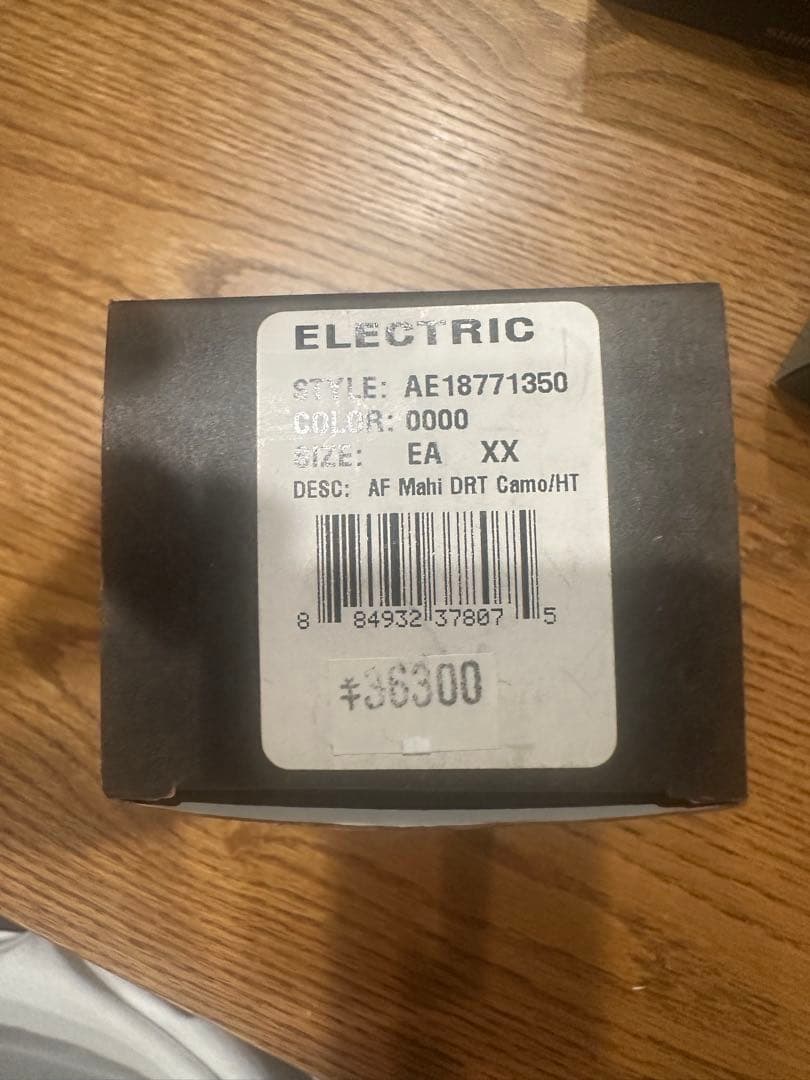 ELECTRIC
STYLE: AE18771350
COLOR: 0000
SIZE: EA XX
DESC: AF Mahi DRT Camo/HT
8 84932 37807 5
¥36300